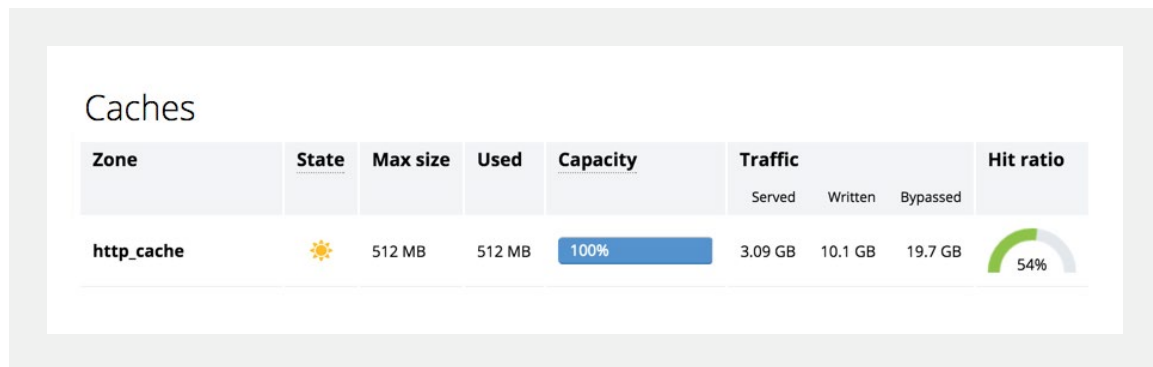 Caches
Zone State Max size Used Capacity Traffic Hit ratio
Served Written Bypassed
http_cache 512 MB 512 MB 100% 3.09 GB 10.1 GB 19.7 GB 54%